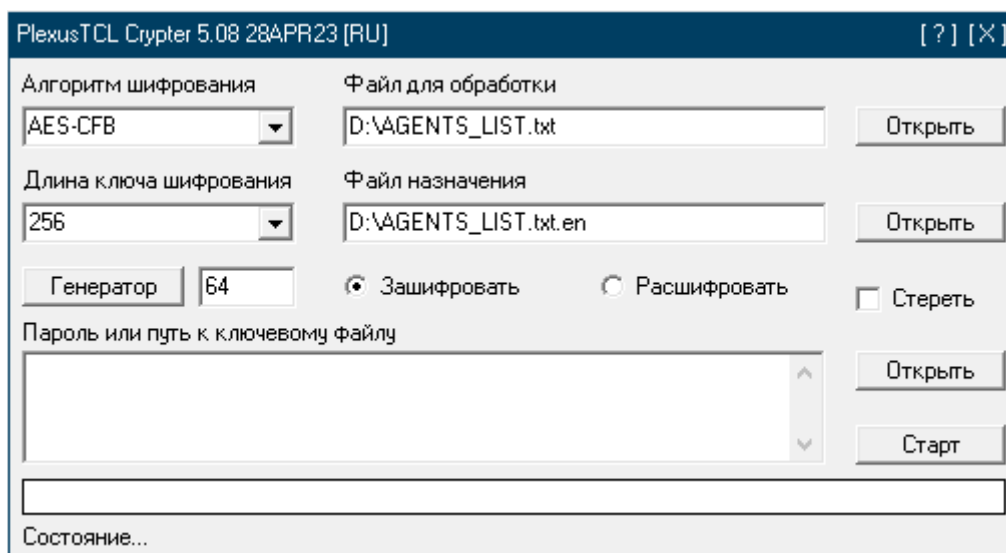 PlexusTCL Crypter 5.08 28APR23 [RU] [ ? ] [X]
Алгоритм шифрования Файл для обработки
AES-CFB D:\AGENTS_LIST.txt Открыть
Длина ключа шифрования Файл назначения
256 D:\AGENTS_LIST.txt.en Открыть
Генератор 64 Зашифровать Расшифровать Стереть
Пароль или путь к ключевому файлу
Открыть
Старт
Состояние...